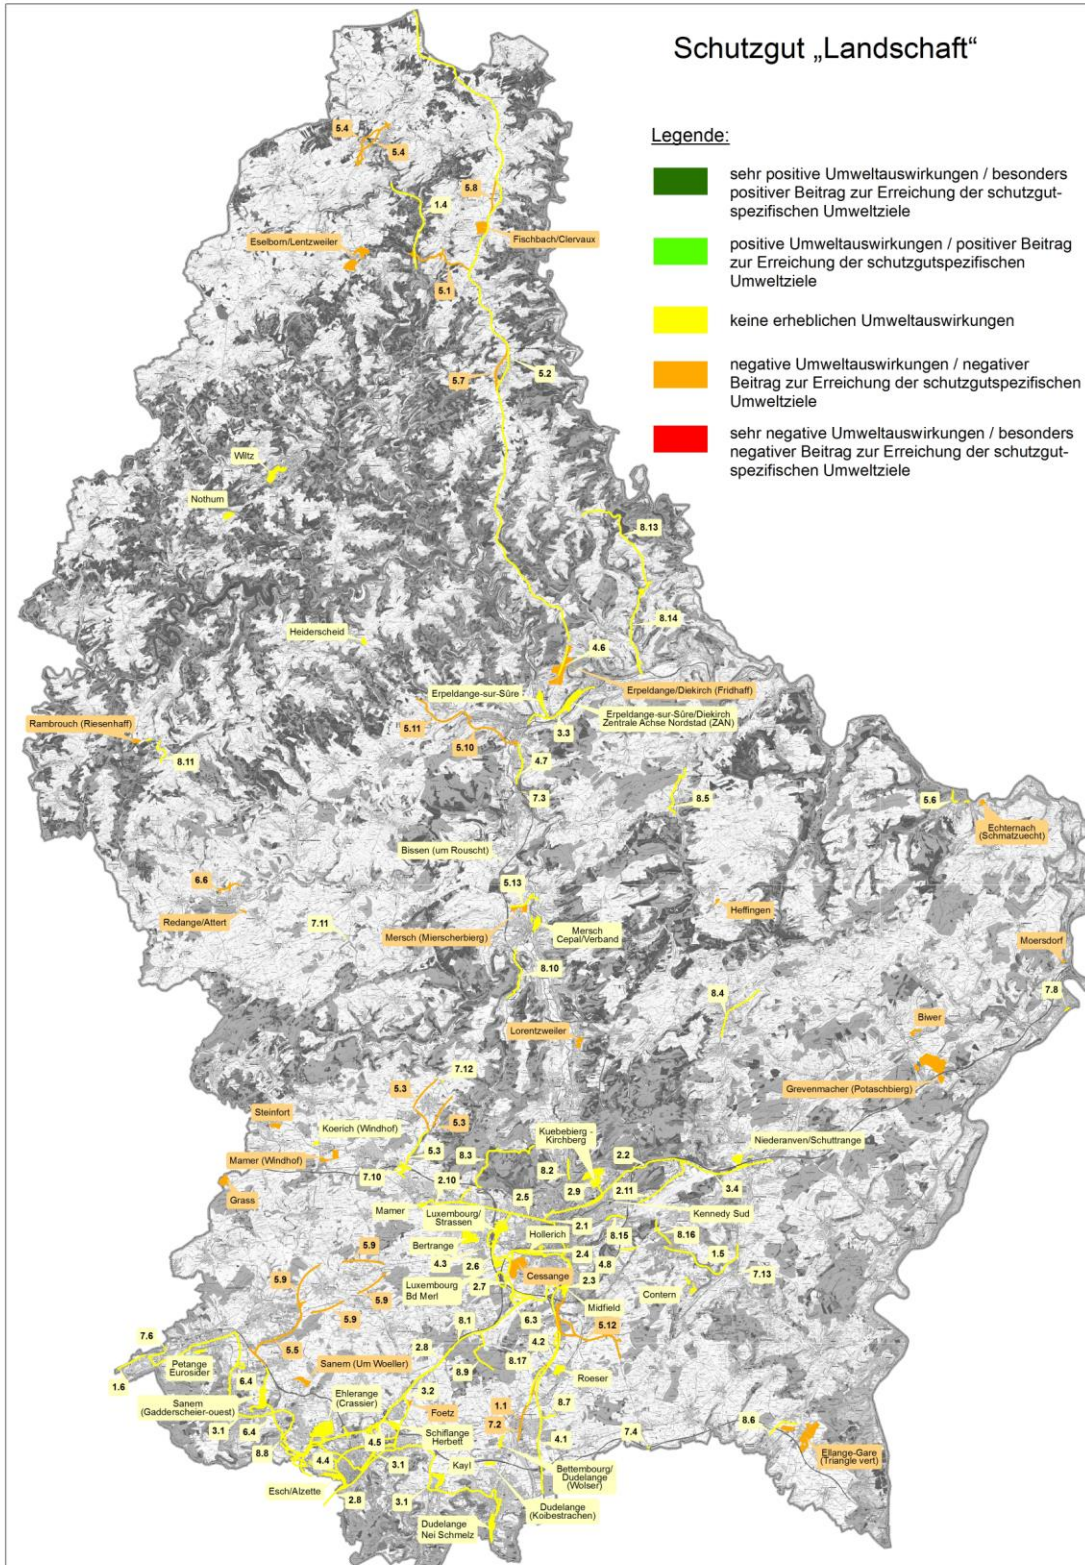 Schutzgut „Landschaft“
Legende:
sehr positive Umweltauswirkungen / besonders
positiver Beitrag zur Erreichung der schutzgut-
spezifischen Umweltziele
positive Umweltauswirkungen / positiver Beitrag
zur Erreichung der schutzgutspezifischen
Umweltziele
keine erheblichen Umweltauswirkungen
negative Umweltauswirkungen / negativer
Beitrag zur Erreichung der schutzgutspezifischen
Umweltziele
sehr negative Umweltauswirkungen / besonders
negativer Beitrag zur Erreichung der schutzgut-
spezifischen Umweltziele
5.4
5.4
5.8
1.4
Fischbach/Clervaux
Eselborn/Lentzweiler
5.1
5.7
5.2
Wiltz
Nothum
8.13
8.14
Heiderscheid
4.6
Erpeldange/Diekirch (Fridhaff)
Erpeldange-sur-Sûre
Erpeldange-sur-Sûre/Diekirch
Zentrale Achse Nordstad (ZAN)
3.3
Rambrouch (Riesenhaff)
8.11
5.11
5.10
4.7
7.3
8.5
5.6
Echternach
(Schmatzuecht)
Bissen (um Rouscht)
6.6
Redange/Attert
5.13
7.11
Mersch (Mierscherbierg)
Mersch
Cepal/Verband
Heffingen
Moersdorf
8.10
7.8
8.4
Lorentzweiler
Biwer
Grevenmacher (Potaschbierg)
7.12
5.3
5.3
Steinfort
Koerich (Windhof)
Mamer (Windhof)
5.3
8.3
Kuebebierg -
Kirchberg
2.2
Niederanven/Schuttrange
7.10
2.10
8.2
2.9
2.11
3.4
Grass
Mamer
2.5
Kennedy Sud
Luxembourg/
Strassen
2.1
8.15
8.16
Bertrange
Hollerich
2.4
1.5
4.3
2.6
4.8
7.13
Cessange
Luxembourg
Bd Merl
2.7
2.3
Contern
Midfield
5.9
5.9
5.9
5.9
8.1
6.3
5.12
4.2
2.8
7.6
5.5
8.9
8.17
Petange
Eurosider
Sanem (Um Woeller)
Roeser
1.6
6.4
3.2
Sanem
(Gadderscheier-ouest)
Ehlerange
(Crassier)
Foetz
1.1
7.2
8.7
8.6
3.1
6.4
Schifflange
Herbett
4.5
4.1
7.4
8.8
4.4
3.1
Kayl
Ellange-Gare
(Triangle vert)
Esch/Alzette
Bettembourg/
Dudelange
(Wolser)
2.8
3.1
Dudelange
(Koibestrachen)
Dudelange
Nei Schmelz